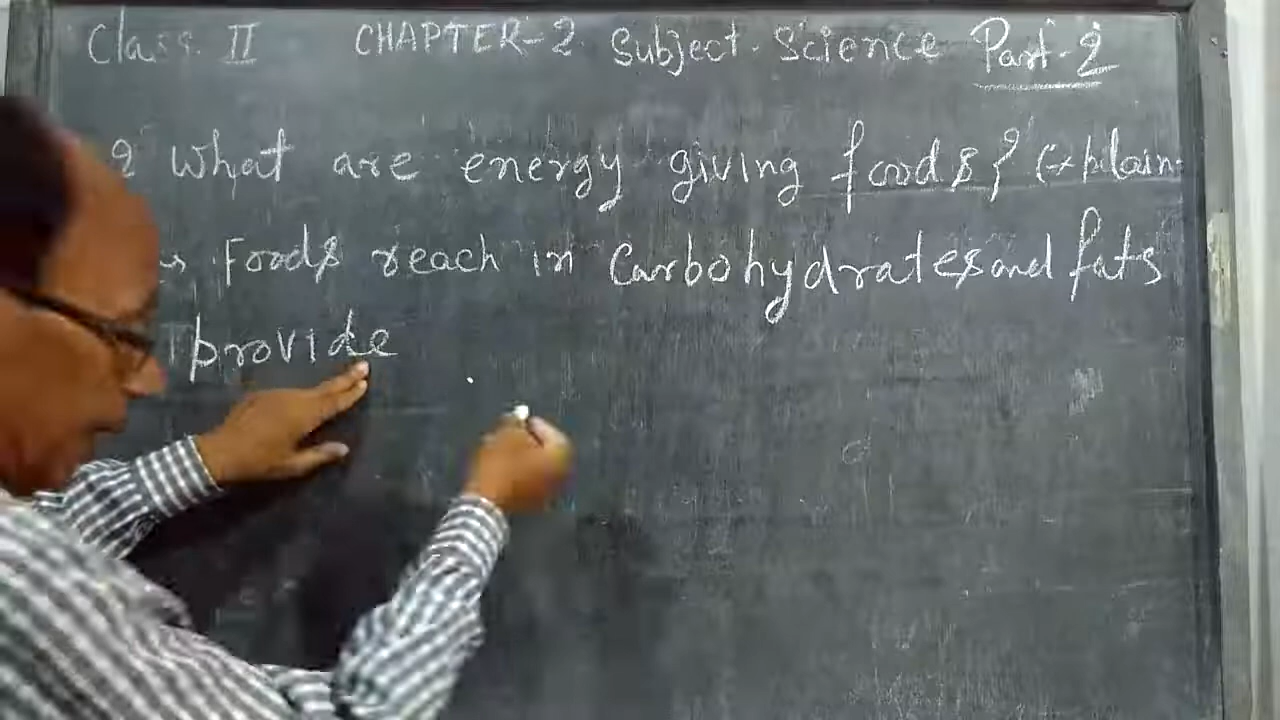 Class II CHAPTER-2 Subject Science Part-2
2 What are energy giving foods? Explain
Foods reach in Carbohydrates and fats
provide